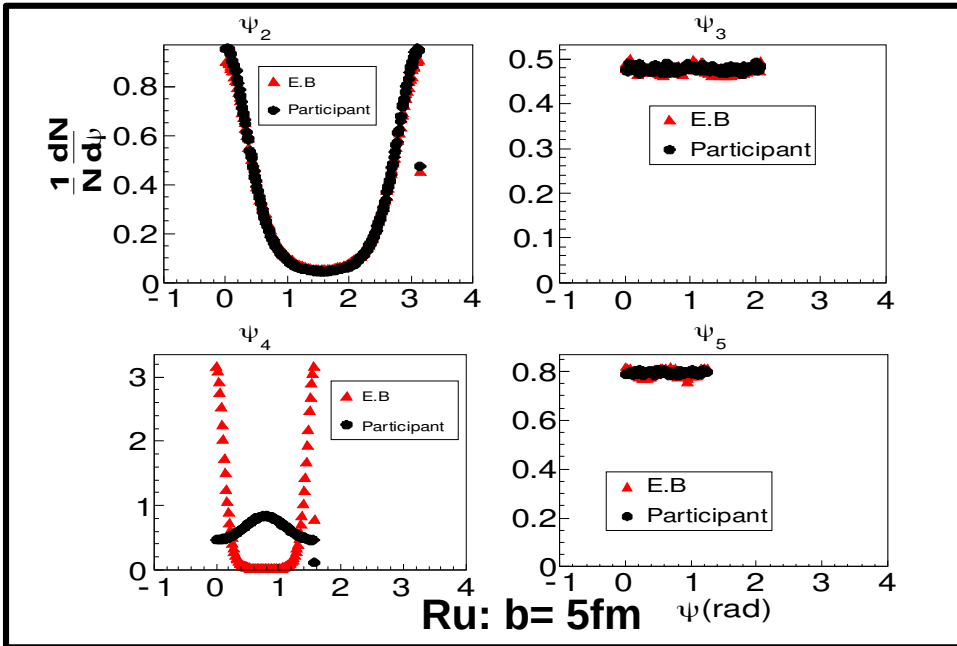 ψ2
1 dN
N dψ
E.B
Participant
0.8
0.6
0.4
0.2
0
-1 0 1 2 3 4
ψ3
0.5
0.4
0.3
0.2
0.1
0
E.B
Participant
-1 0 1 2 3 4
ψ4
3
2
1
0
E.B
Participant
-1 0 1 2 3 4
ψ5
0.8
0.6
0.4
0.2
0
E.B
Participant
-1 0 1 2 3 4
Ru: b= 5fm
ψ(rad)